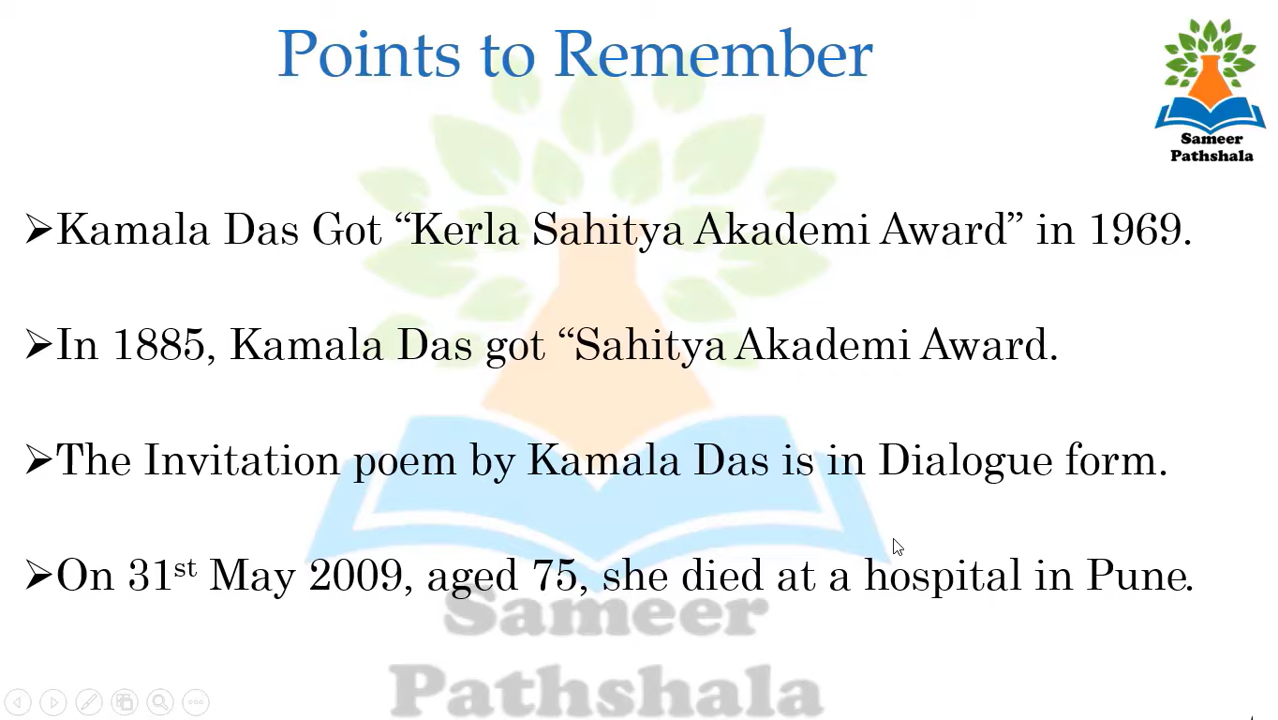 Points to Remember
Sameer
Pathshala
➢Kamala Das Got “Kerla Sahitya Akademi Award” in 1969.
➢In 1885, Kamala Das got “Sahitya Akademi Award.
➢The Invitation poem by Kamala Das is in Dialogue form.
➢On 31st May 2009, aged 75, she died at a hospital in Pune.
Sameer
Pathshala